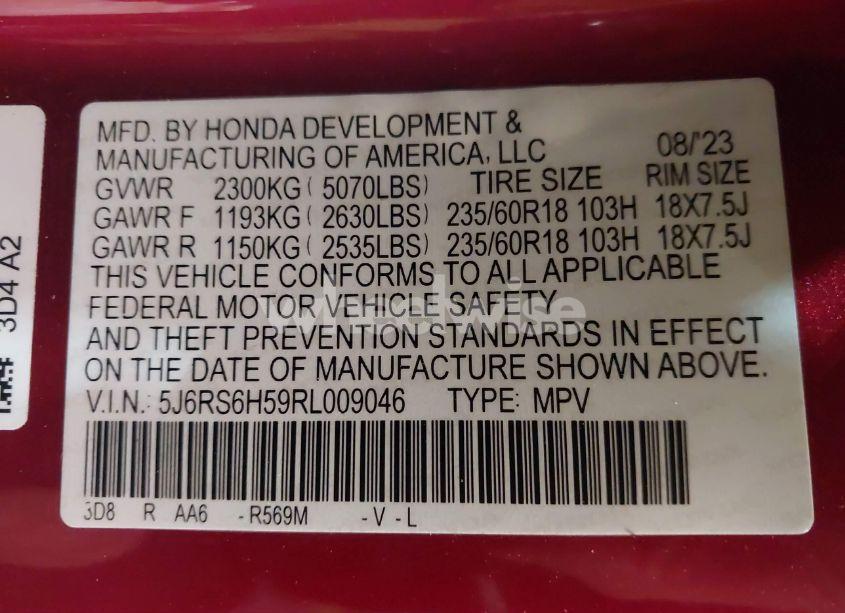 MFD. BY HONDA DEVELOPMENT &
MANUFACTURING OF AMERICA, LLC 08/'23
GVWR 2300KG ( 5070LBS) TIRE SIZE RIM SIZE
GAWR F 1193KG ( 2630LBS) 235/60R18 103H 18X7.5J
GAWR R 1150KG ( 2535LBS) 235/60R18 103H 18X7.5J
THIS VEHICLE CONFORMS TO ALL APPLICABLE
FEDERAL MOTOR VEHICLE SAFETY
AND THEFT PREVENTION STANDARDS IN EFFECT
ON THE DATE OF MANUFACTURE SHOWN ABOVE.
V.I.N.: 5J6RS6H59RL009046 TYPE: MPV
3D8 R AA6 -R569M -V -L
3D4 A2